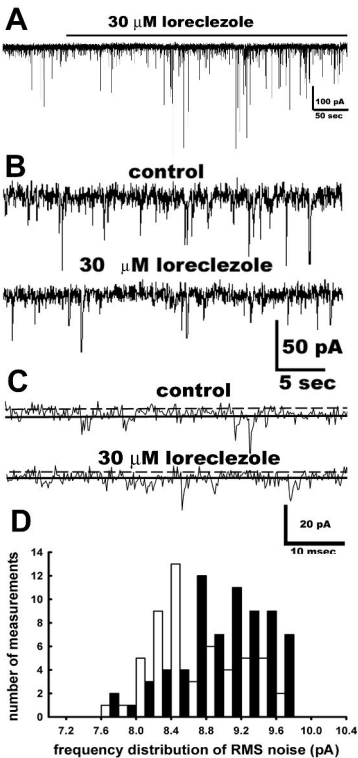 A
30 μM loreclezole
100 pA
50 sec
B
control
30 μM loreclezole
50 pA
5 sec
C
control
30 μM loreclezole
20 pA
10 msec
D
number of measurements
14
12
10
8
6
4
2
0
7.2 7.6 8.0 8.4 8.8 9.2 9.6 10.0 10.4
frequency distribution of RMS noise (pA)